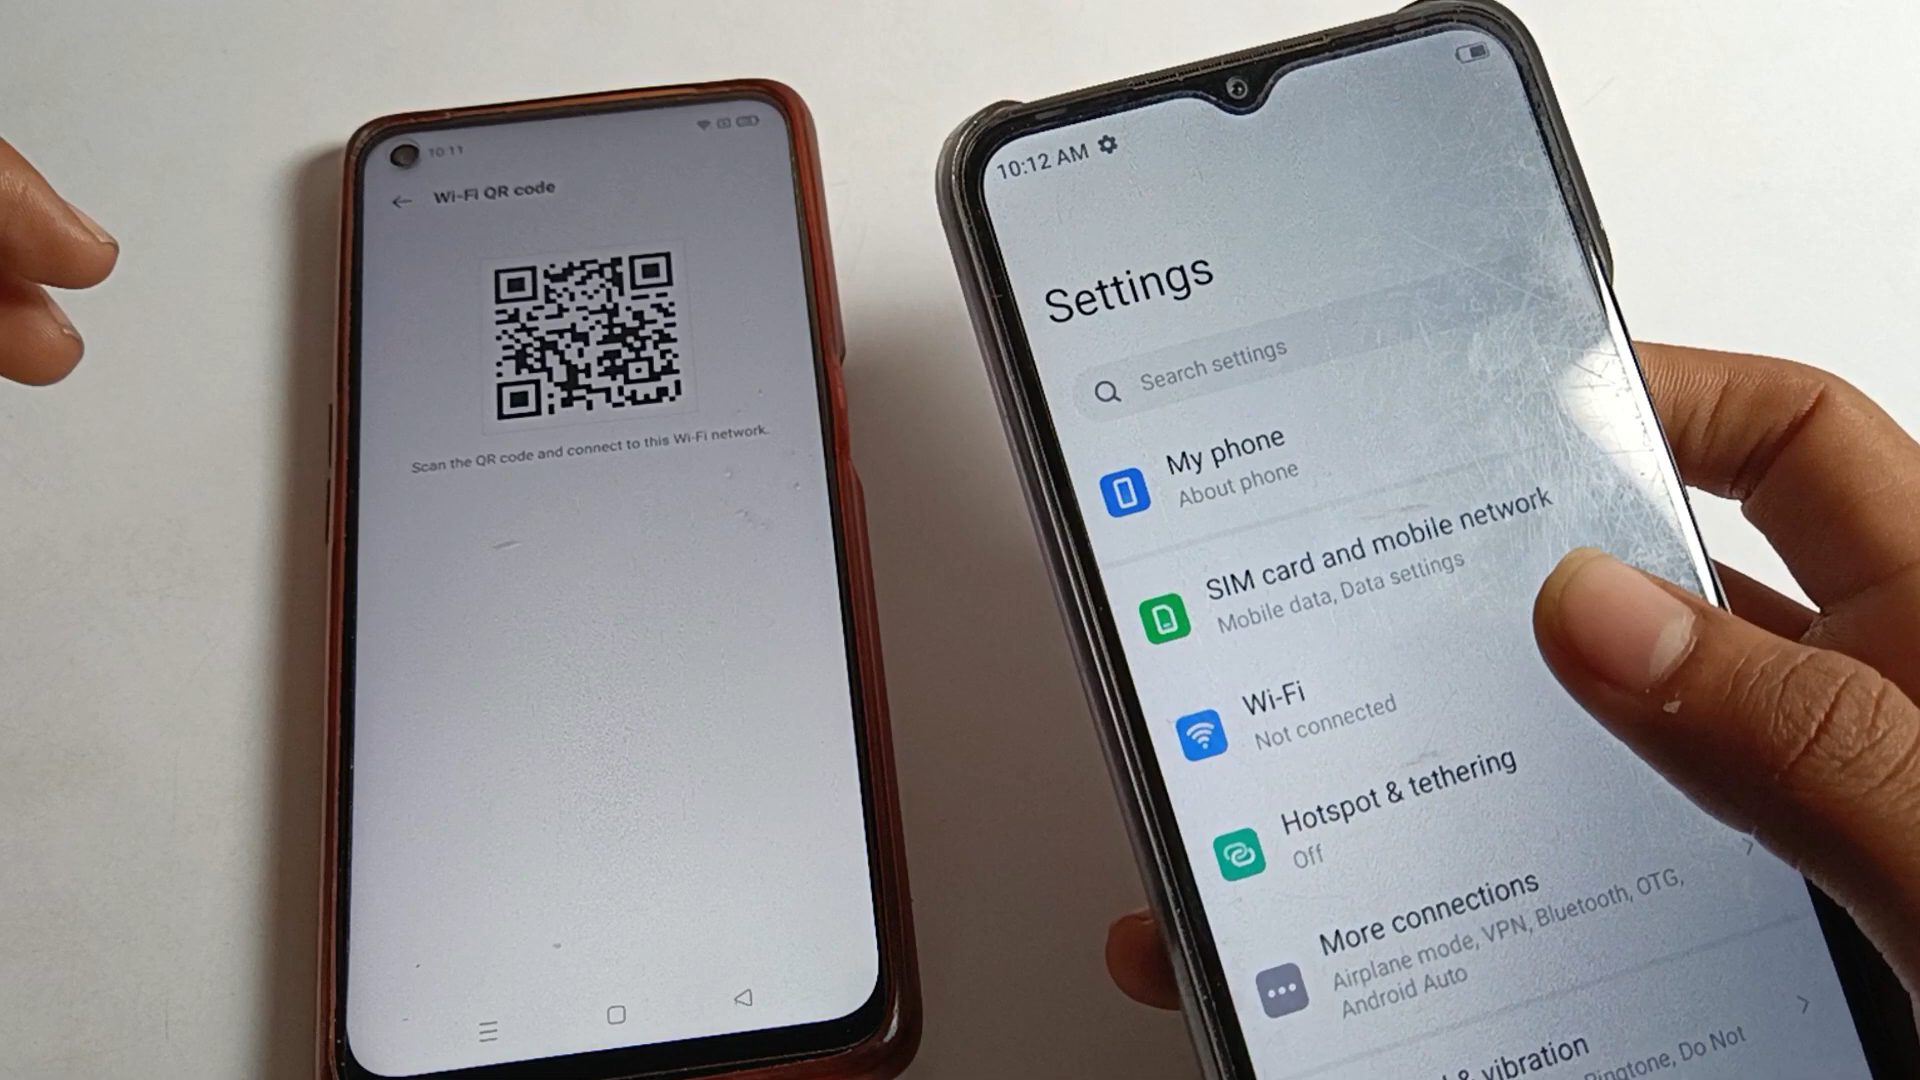 10:11
Wi-Fi QR code
Scan the QR code and connect to this Wi-Fi network.
10:12 AM
Settings
Search settings
My phone
About phone
SIM card and mobile network
Mobile data, Data settings
Wi-Fi
Not connected
Hotspot & tethering
Off
More connections
Airplane mode, VPN, Bluetooth, OTG,
Android Auto
& vibration
Ringtone, Do Not